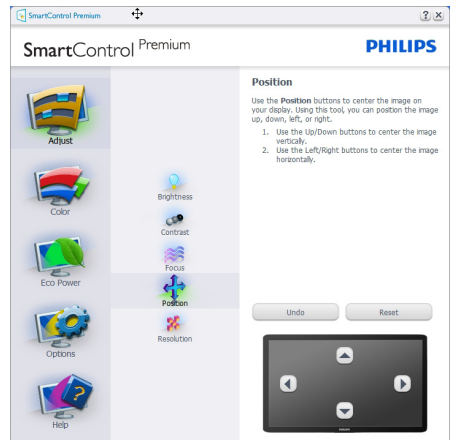 SmartControl Premium
SmartControl Premium
PHILIPS
Adjust
Color
Eco Power
Options
Help
Brightness
Contrast
Focus
Position
Resolution
Position
Use the Position buttons to center the image on
your display. Using this tool, you can position the image
up, down, left, or right.
1. Use the Up/Down buttons to center the image
vertically.
2. Use the Left/Right buttons to center the image
horizontally.
Undo
Reset
PHILIPS